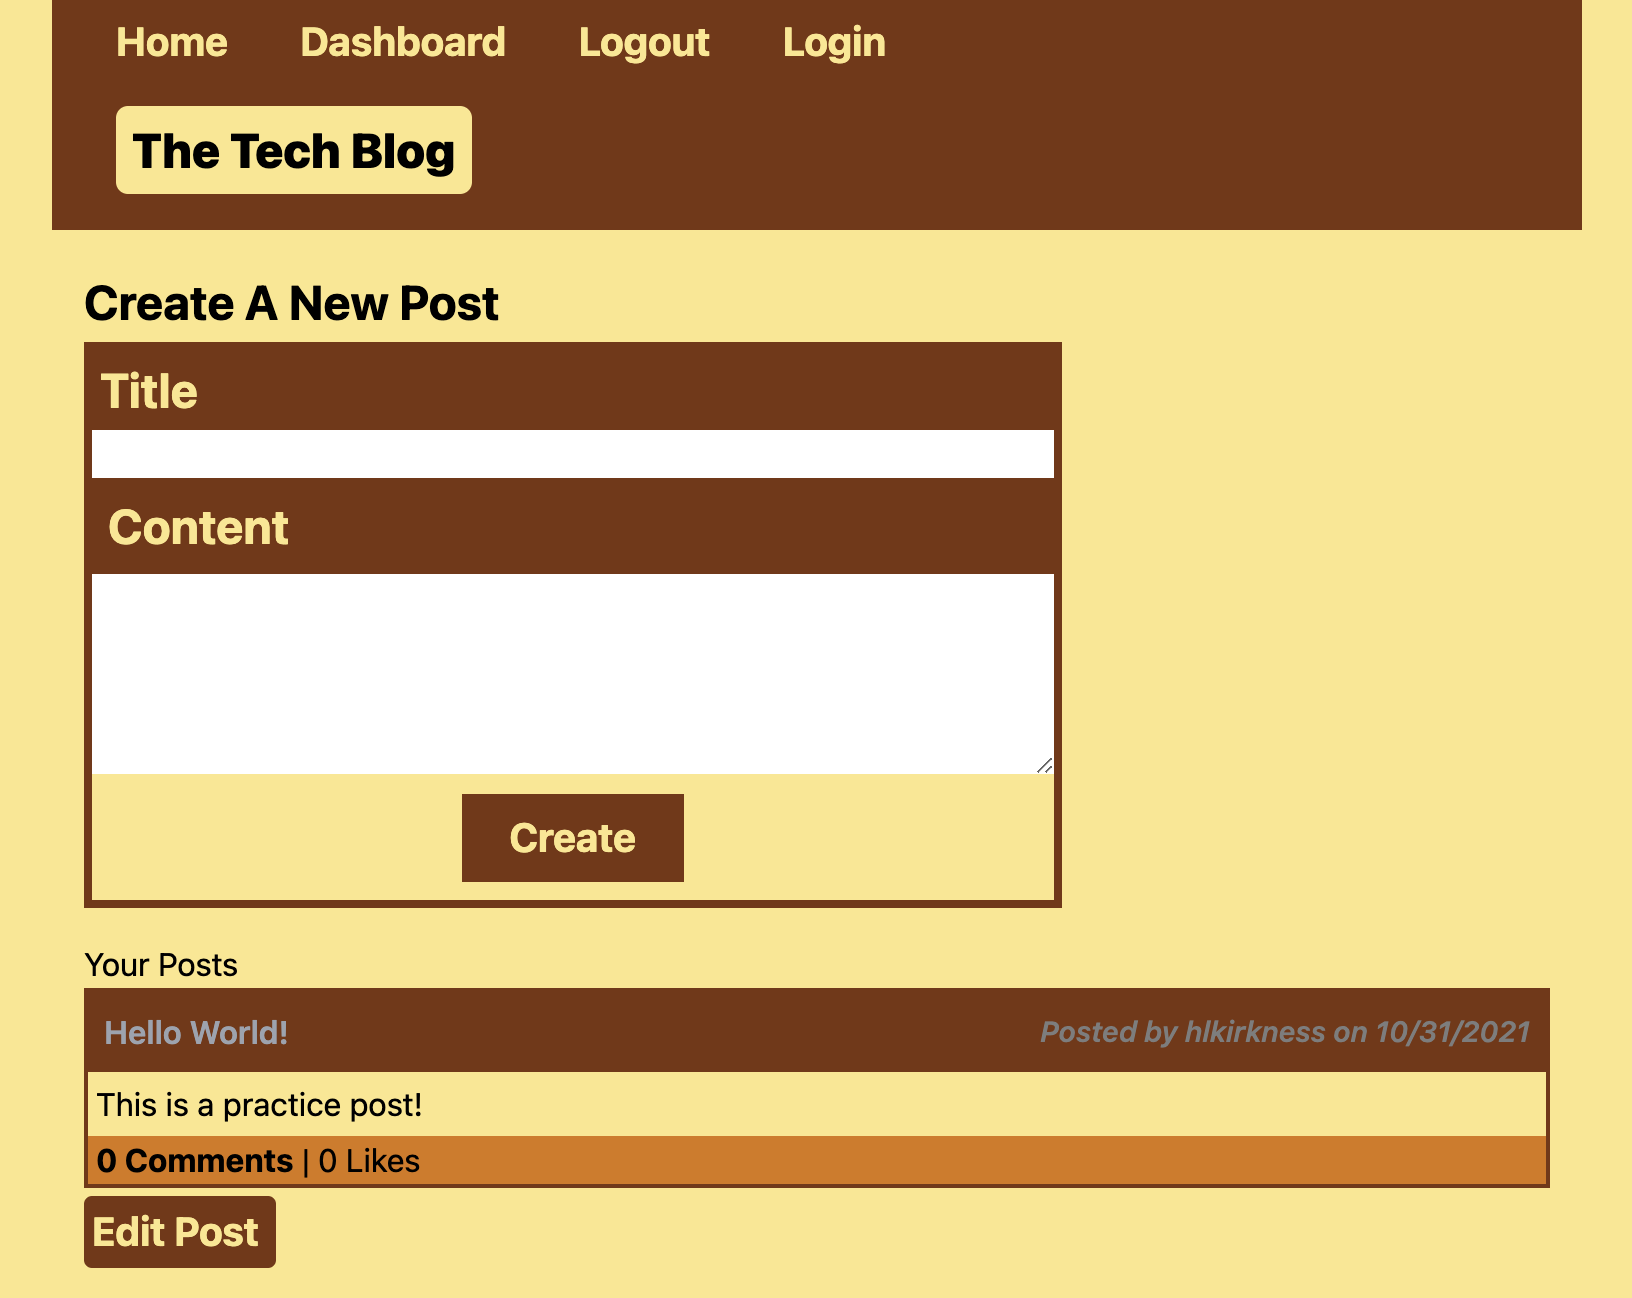 Home Dashboard Logout Login
The Tech Blog
Create A New Post
Title
Content
Create
Your Posts
Hello World! Posted by hlkirkness on 10/31/2021
This is a practice post!
0 Comments | 0 Likes
Edit Post